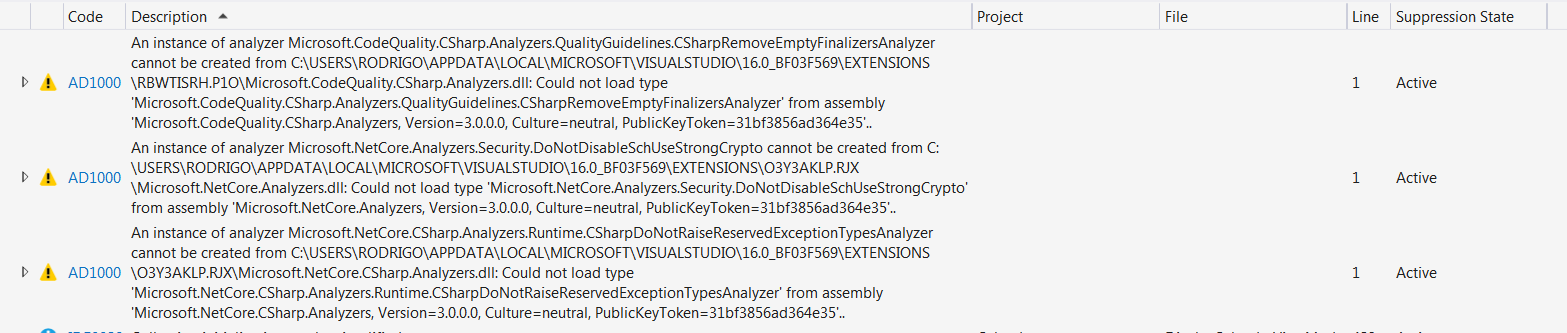 Code Description Project File Line Suppression State
An instance of analyzer Microsoft.CodeQuality.CSharp.Analyzers.QualityGuidelines.CSharpRemoveEmptyFinalizersAnalyzer
cannot be created from C:\USERS\RODRIGO\APPDATA\LOCAL\MICROSOFT\VISUALSTUDIO\16.0_BF03F569\EXTENSIONS
AD1000 \RBWTISRH.P1O\Microsoft.CodeQuality.CSharp.Analyzers.dll: Could not load type 1 Active
'Microsoft.CodeQuality.CSharp.Analyzers.QualityGuidelines.CSharpRemoveEmptyFinalizersAnalyzer' from assembly
'Microsoft.CodeQuality.CSharp.Analyzers, Version=3.0.0.0, Culture=neutral, PublicKeyToken=31bf3856ad364e35'..
An instance of analyzer Microsoft.NetCore.Analyzers.Security.DoNotDisableSchUseStrongCrypto cannot be created from C:
\USERS\RODRIGO\APPDATA\LOCAL\MICROSOFT\VISUALSTUDIO\16.0_BF03F569\EXTENSIONS\O3Y3AKLP.RJX
AD1000 \Microsoft.NetCore.Analyzers.dll: Could not load type 'Microsoft.NetCore.Analyzers.Security.DoNotDisableSchUseStrongCrypto' 1 Active
from assembly 'Microsoft.NetCore.Analyzers, Version=3.0.0.0, Culture=neutral, PublicKeyToken=31bf3856ad364e35'..
An instance of analyzer Microsoft.NetCore.CSharp.Analyzers.Runtime.CSharpDoNotRaiseReservedExceptionTypesAnalyzer
cannot be created from C:\USERS\RODRIGO\APPDATA\LOCAL\MICROSOFT\VISUALSTUDIO\16.0_BF03F569\EXTENSIONS
AD1000 \O3Y3AKLP.RJX\Microsoft.NetCore.CSharp.Analyzers.dll: Could not load type 1 Active
'Microsoft.NetCore.CSharp.Analyzers.Runtime.CSharpDoNotRaiseReservedExceptionTypesAnalyzer' from assembly
'Microsoft.NetCore.CSharp.Analyzers, Version=3.0.0.0, Culture=neutral, PublicKeyToken=31bf3856ad364e35'..